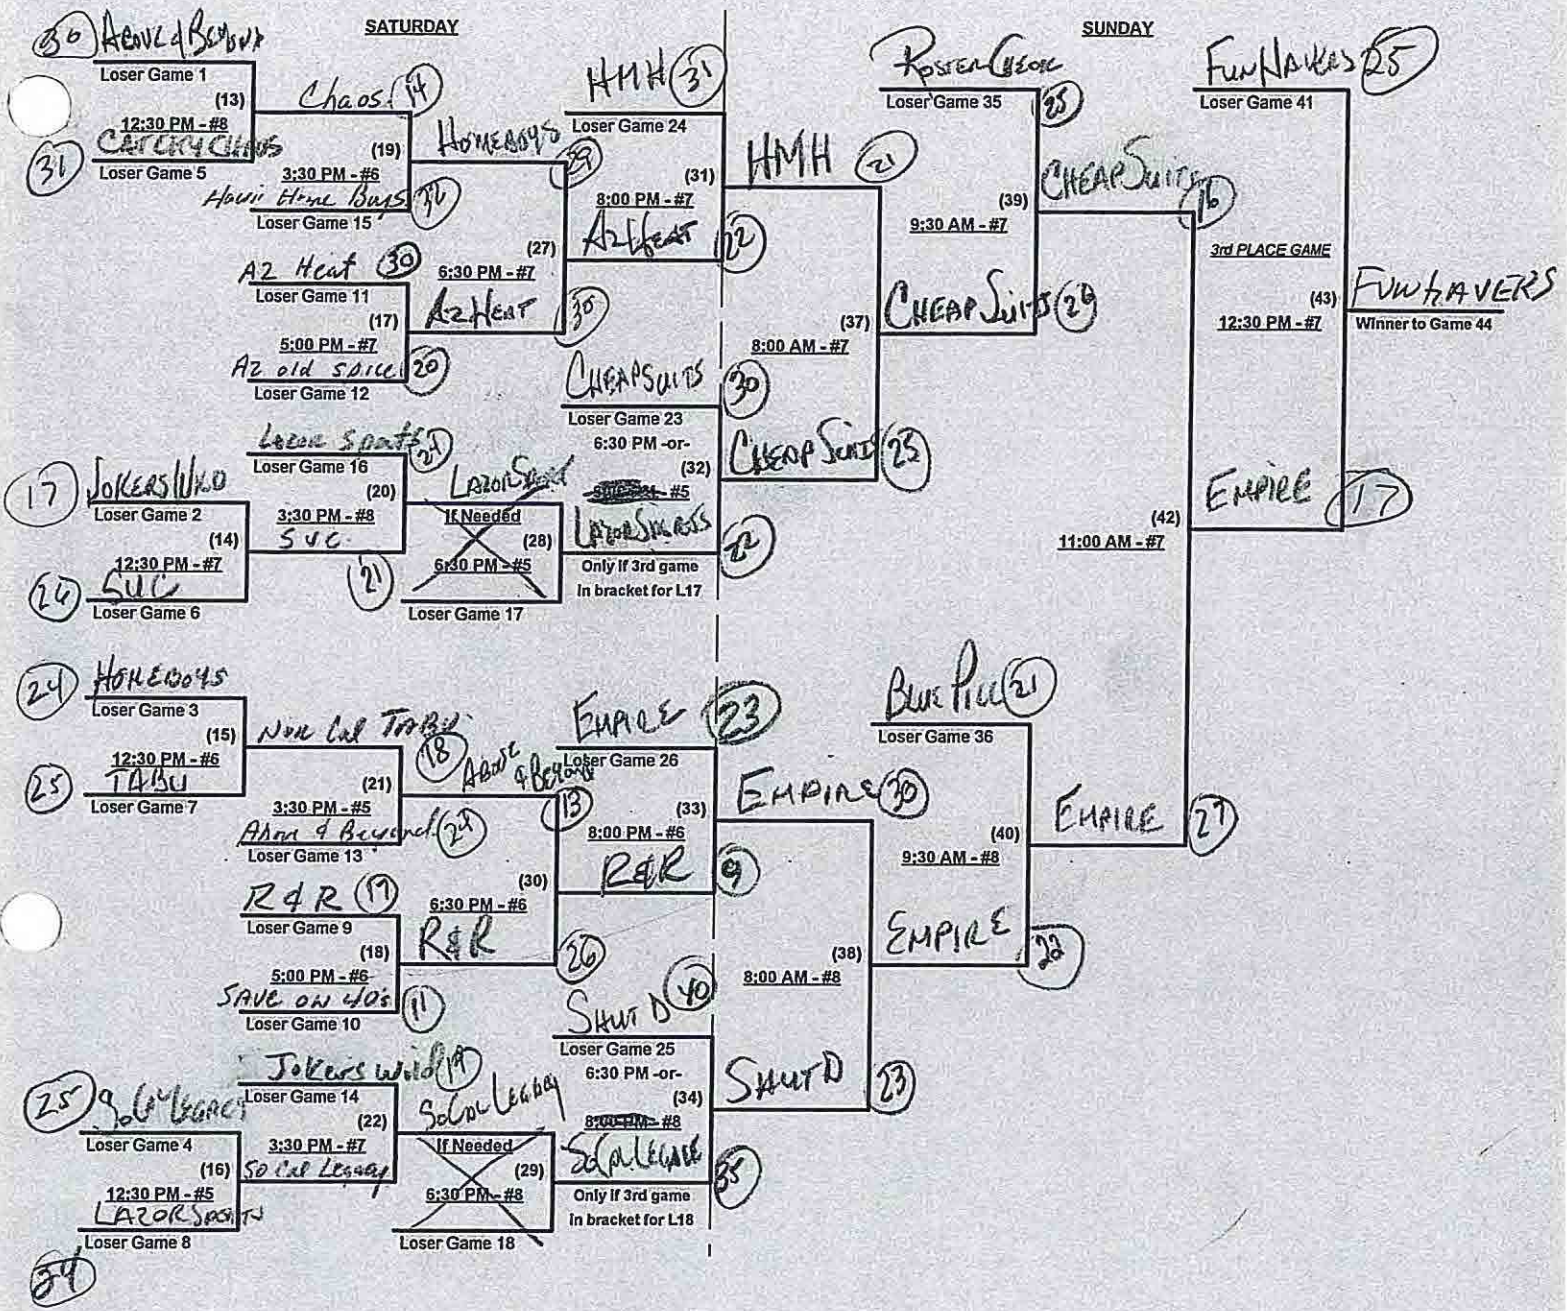 SATURDAY
SUNDAY
30 Above & Beyond
Loser Game 1
(13)
12:30 PM - #8
31
Loser Game 5
Chaos 14
(19)
3:30 PM - #6
Home Boys
Loser Game 15
HOMEBOYS 29
(27)
6:30 PM - #7
AZ HEAT 30
AZ Heat 30
Loser Game 11
(17)
5:00 PM - #7
AZ old spice 20
Loser Game 12
HMH 31
Loser Game 24
(31)
8:00 PM - #7
AZ HEAT 22
HMH 21
(37)
8:00 AM - #7
CHEAPSUITS 30
Loser Game 23
6:30 PM -or-
(32)
#5
22
Only if 3rd game
in bracket for L17
CHEAP SUITS 25
Lazor Sports
Loser Game 16
(20)
3:30 PM - #8
SVC 21
17 JOKERS WILD
Loser Game 2
(14)
12:30 PM - #7
SVC
Loser Game 6
LAZOR
If Needed
(28)
6:30 PM - #5
Loser Game 17
24 HOMEBOYS
Loser Game 3
(15)
12:30 PM - #6
25 TABU
Loser Game 7
Nor Cal TABU 18
(21)
3:30 PM - #5
& Beyond
Loser Game 13
ABOVE & BEYOND 13
(30)
6:30 PM - #6
R&R 26
R & R
Loser Game 9
(18)
5:00 PM - #6
SAVE ON 40's 11
Loser Game 10
EMPIRE 23
Loser Game 26
(33)
8:00 PM - #6
R&R 9
EMPIRE 30
(38)
8:00 AM - #8
SHUT D 23
SHUT D 40
Loser Game 25
6:30 PM -or-
(34)
8:00 PM - #8
SoCal 35
Only if 3rd game
in bracket for L18
Jokers wild 19
Loser Game 14
(22)
3:30 PM - #7
So Cal Legacy
25 SoCal LEGACY
Loser Game 4
(16)
12:30 PM - #5
LAZOR SPORTS
Loser Game 8
34
SoCal Legacy
If Needed
(29)
6:30 PM - #8
Loser Game 18
Loser Game 35
25
(39)
9:30 AM - #7
CHEAP SUITS
CHEAP SUITS 16
(42)
11:00 AM - #7
EMPIRE 27
BLUE PILL 21
Loser Game 36
(40)
9:30 AM - #8
EMPIRE 22
FUNHAVERS 25
Loser Game 41
3rd PLACE GAME
(43)
12:30 PM - #7
EMPIRE 17
FUNHAVERS
Winner to Game 44